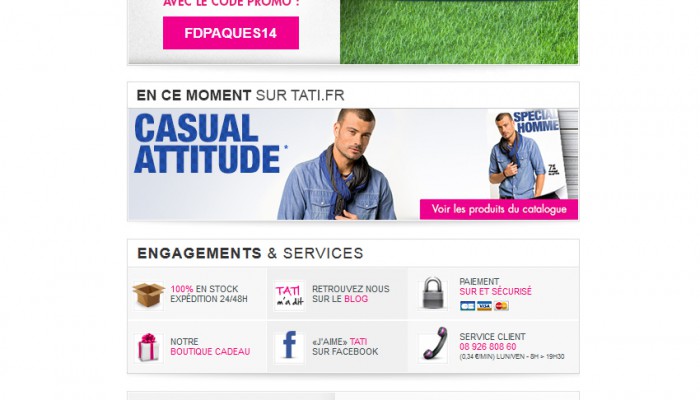 AVEC LE CODE PROMO :
FDPAQUES14
EN CE MOMENT SUR TATI.FR
CASUAL
ATTITUDE*
SPECIAL
HOMME
Voir les produits du catalogue
ENGAGEMENTS & SERVICES
100% EN STOCK
EXPÉDITION 24/48H
TATI
m'a dit
RETROUVEZ NOUS
SUR LE BLOG
PAIEMENT
SUR ET SÉCURISÉ
VISA
NOTRE
BOUTIQUE CADEAU
«J'AIME» TATI
SUR FACEBOOK
SERVICE CLIENT
08 926 808 60
(0,34 €/MIN) LUN/VEN - 8H > 19H30